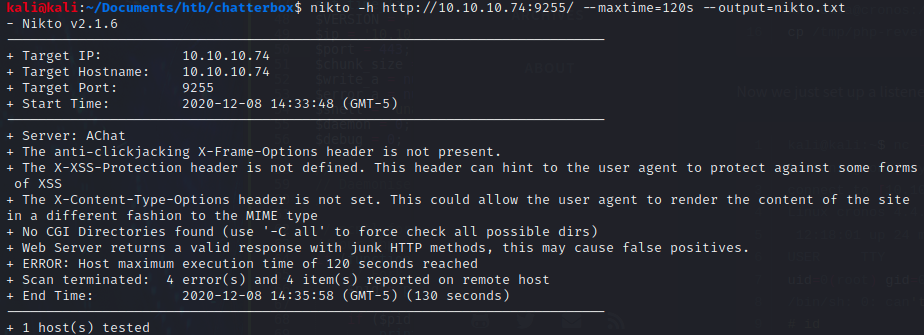 kali@kali:~/Documents/htb/chatterbox$ nikto -h http://10.10.10.74:9255/ --maxtime=120s --output=nikto.txt
- Nikto v2.1.6
---------------------------------------------------------------------------
+ Target IP:          10.10.10.74
+ Target Hostname:    10.10.10.74
+ Target Port:        9255
+ Start Time:         2020-12-08 14:33:48 (GMT-5)
---------------------------------------------------------------------------
+ Server: AChat
+ The anti-clickjacking X-Frame-Options header is not present.
+ The X-XSS-Protection header is not defined. This header can hint to the user agent to protect against some forms
 of XSS
+ The X-Content-Type-Options header is not set. This could allow the user agent to render the content of the site
in a different fashion to the MIME type
+ No CGI Directories found (use '-C all' to force check all possible dirs)
+ Web Server returns a valid response with junk HTTP methods, this may cause false positives.
+ ERROR: Host maximum execution time of 120 seconds reached
+ Scan terminated:  4 error(s) and 4 item(s) reported on remote host
+ End Time:           2020-12-08 14:35:58 (GMT-5) (130 seconds)
---------------------------------------------------------------------------
+ 1 host(s) tested